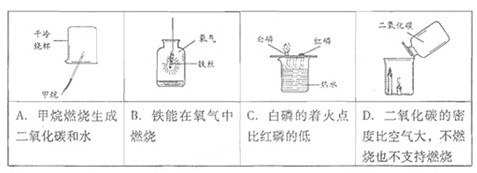 干冷
烧杯
甲烷
氧气
铁丝
白磷
红磷
热水
二氧化碳
A. 甲烷燃烧生成
二氧化碳和水
B. 铁能在氧气中
燃烧
C. 白磷的着火点
比红磷的低
D. 二氧化碳的密
度比空气大，不燃
烧也不支持燃烧